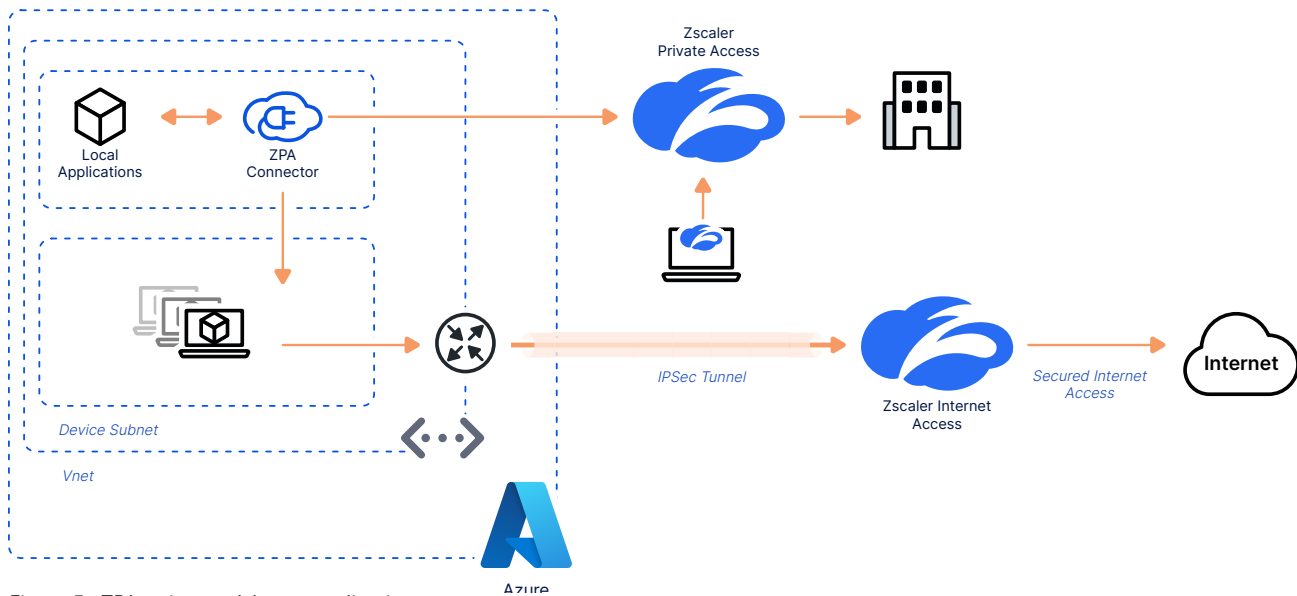 Zscaler
Private Access
Local
Applications
ZPA
Connector
IPSec Tunnel
Internet
Secured Internet
Access
Zscaler Internet
Access
Device Subnet
Vnet
Azure